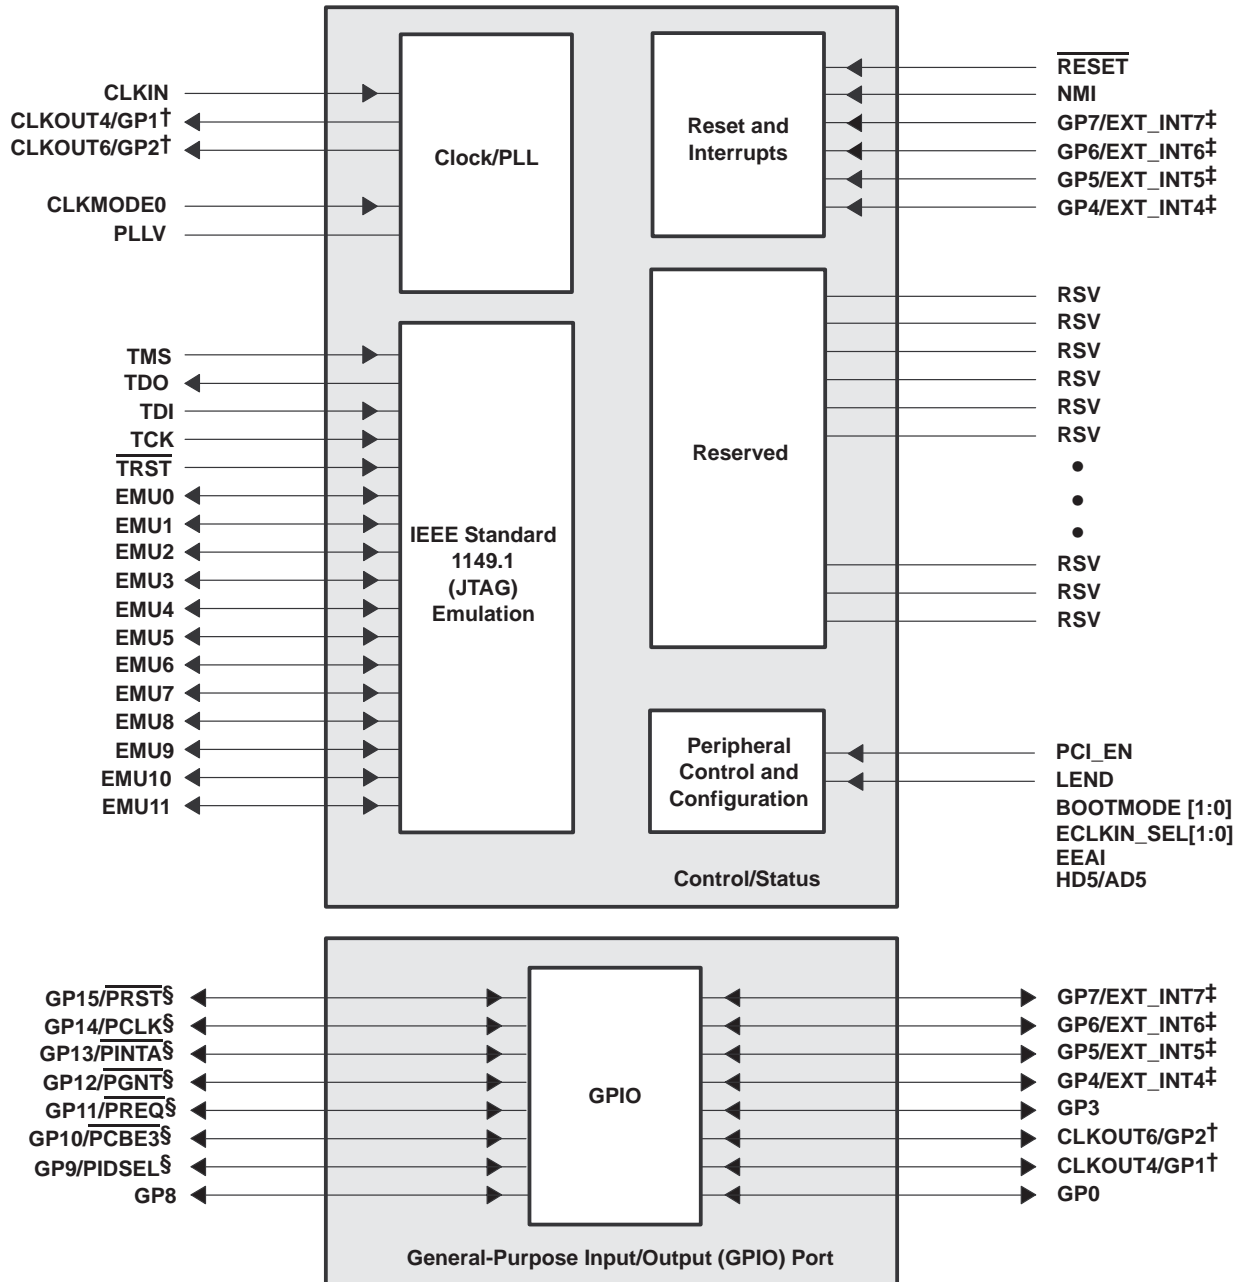 CLKIN
CLKOUT4/GP1†
CLKOUT6/GP2†
CLKMODE0
PLLV
Clock/PLL
Reset and
Interrupts
RESET
NMI
GP7/EXT_INT7‡
GP6/EXT_INT6‡
GP5/EXT_INT5‡
GP4/EXT_INT4‡
TMS
TDO
TDI
TCK
TRST
EMU0
EMU1
EMU2
EMU3
EMU4
EMU5
EMU6
EMU7
EMU8
EMU9
EMU10
EMU11
IEEE Standard
1149.1
(JTAG)
Emulation
Reserved
RSV
RSV
RSV
RSV
RSV
RSV
•
•
•
RSV
RSV
RSV
Peripheral
Control and
Configuration
PCI_EN
LEND
BOOTMODE [1:0]
ECLKIN_SEL[1:0]
EEAI
HD5/AD5
Control/Status
GP15/PRST§
GP14/PCLK§
GP13/PINTA§
GP12/PGNT§
GP11/PREQ§
GP10/PCBE3§
GP9/PIDSEL§
GP8
GPIO
GP7/EXT_INT7‡
GP6/EXT_INT6‡
GP5/EXT_INT5‡
GP4/EXT_INT4‡
GP3
CLKOUT6/GP2†
CLKOUT4/GP1†
GP0
General-Purpose Input/Output (GPIO) Port